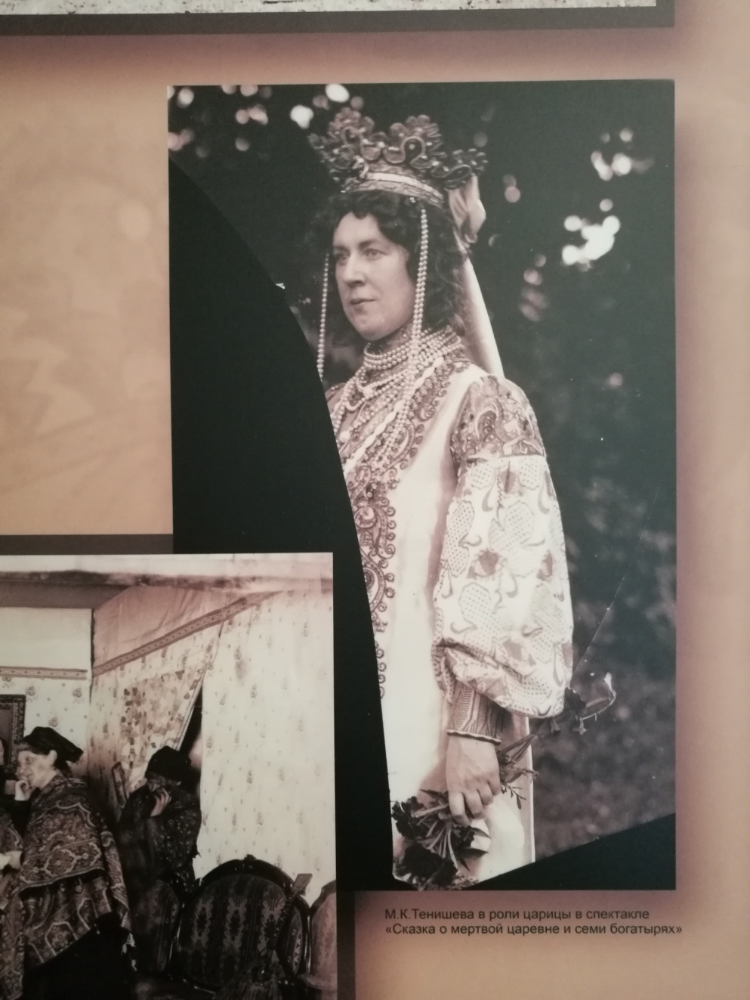 М.К.Тенишева в роли царицы в спектакле
«Сказка о мертвой царевне и семи богатырях»